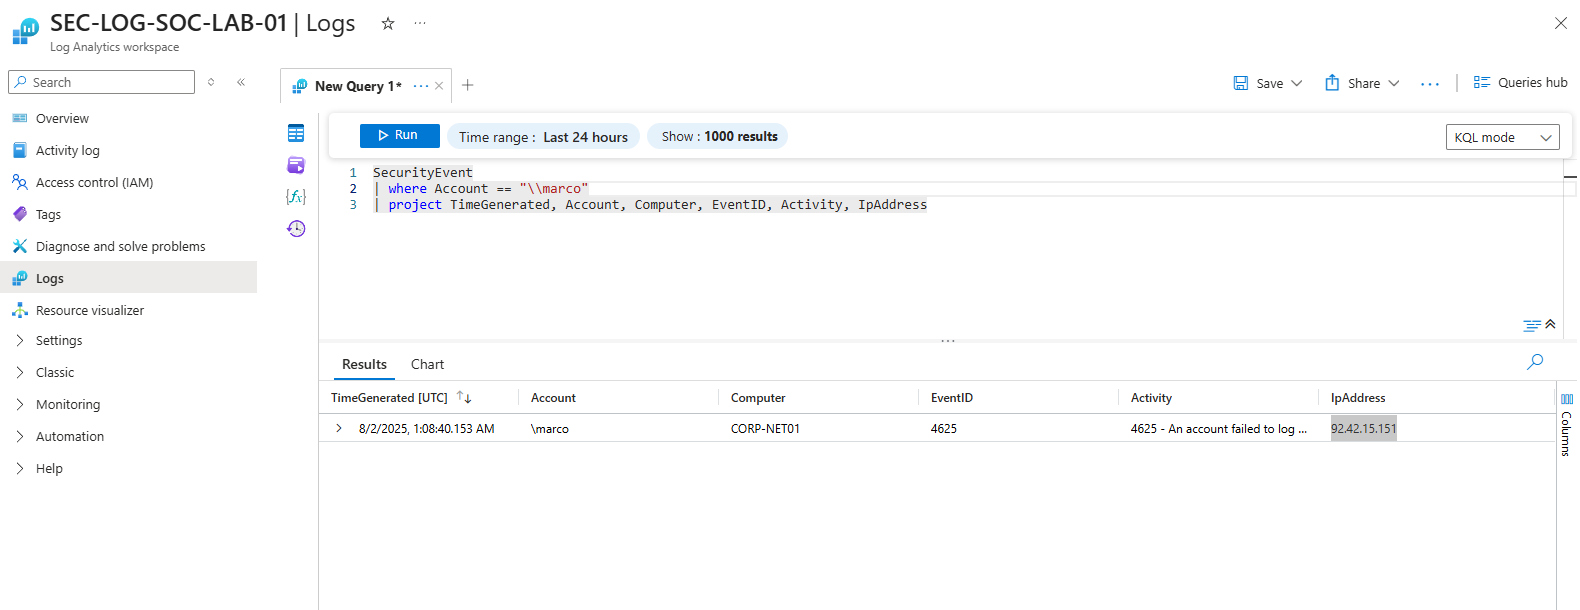 SEC-LOG-SOC-LAB-01 | Logs ☆ ...
Log Analytics workspace
Search
Overview
Activity log
Access control (IAM)
Tags
Diagnose and solve problems
Logs
Resource visualizer
Settings
Classic
Monitoring
Automation
Help
New Query 1* ... × +
Save Share ... Queries hub
Run Time range : Last 24 hours Show : 1000 results KQL mode
1 SecurityEvent
2 | where Account == "\\marco"
3 | project TimeGenerated, Account, Computer, EventID, Activity, IpAddress
Results Chart
TimeGenerated [UTC] Account Computer EventID Activity IpAddress
8/2/2025, 1:08:40.153 AM \marco CORP-NET01 4625 4625 - An account failed to log ... 92.42.15.151
Columns